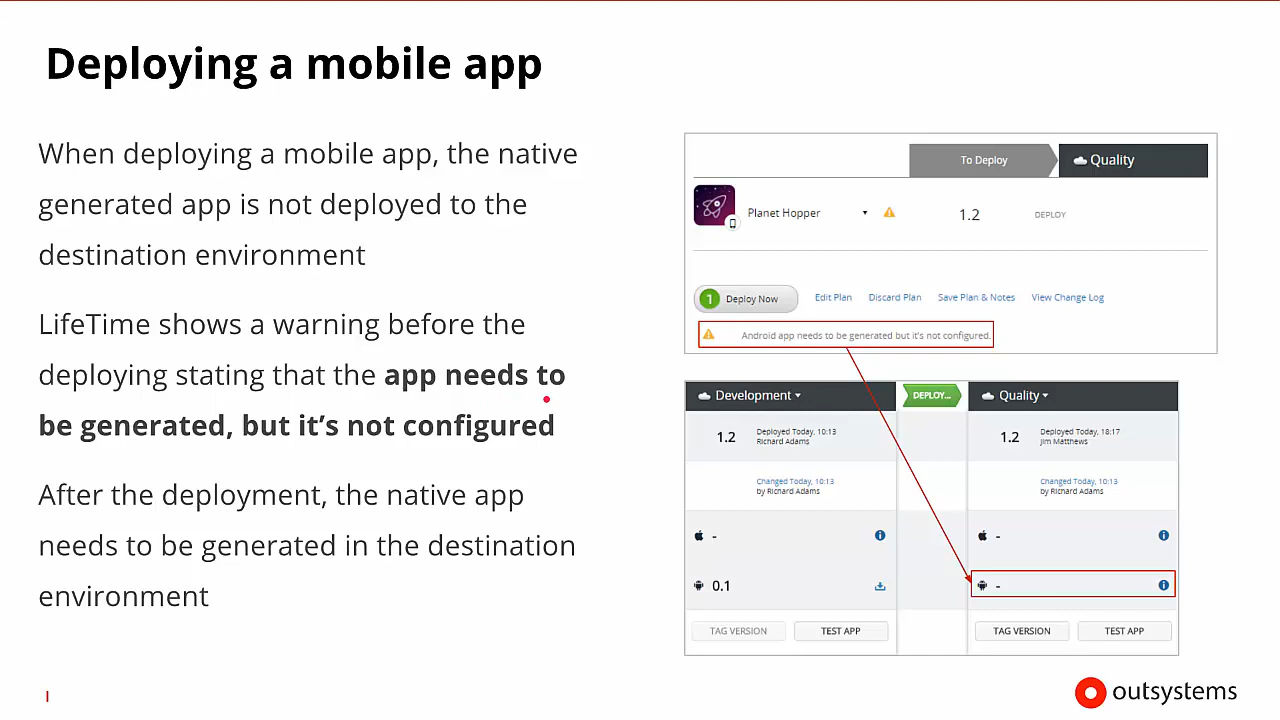 Deploying a mobile app
When deploying a mobile app, the native
generated app is not deployed to the
destination environment
LifeTime shows a warning before the
deploying stating that the app needs to
be generated, but it's not configured
After the deployment, the native app
needs to be generated in the destination
environment
To Deploy
Quality
Planet Hopper
1.2
DEPLOY
1
Deploy Now
Edit Plan
Discard Plan
Save Plan & Notes
View Change Log
Android app needs to be generated but it's not configured.
Development
DEPLOY...
Quality
1.2
Deployed Today, 10:13
Richard Adams
1.2
Deployed Today, 18:17
Jim Matthews
Changed Today, 10:13
by Richard Adams
Changed Today, 10:13
by Richard Adams
-
-
0.1
-
TAG VERSION
TEST APP
TAG VERSION
TEST APP
outsystems